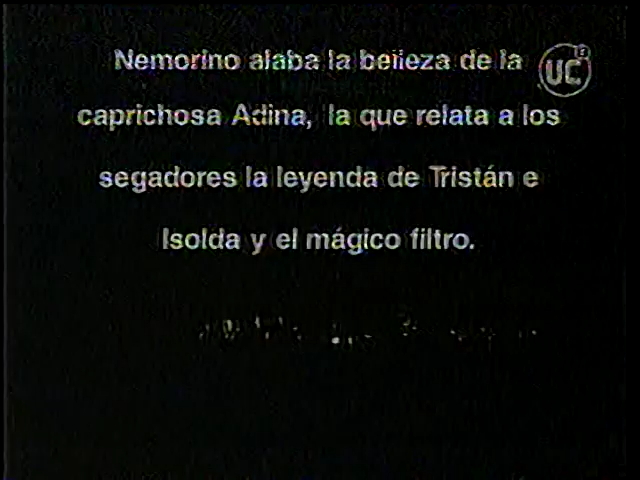 Nemorino alaba la belleza de la
UC
caprichosa Adina, la que relata a los
segadores la leyenda de Tristán e
Isolda y el mágico filtro.